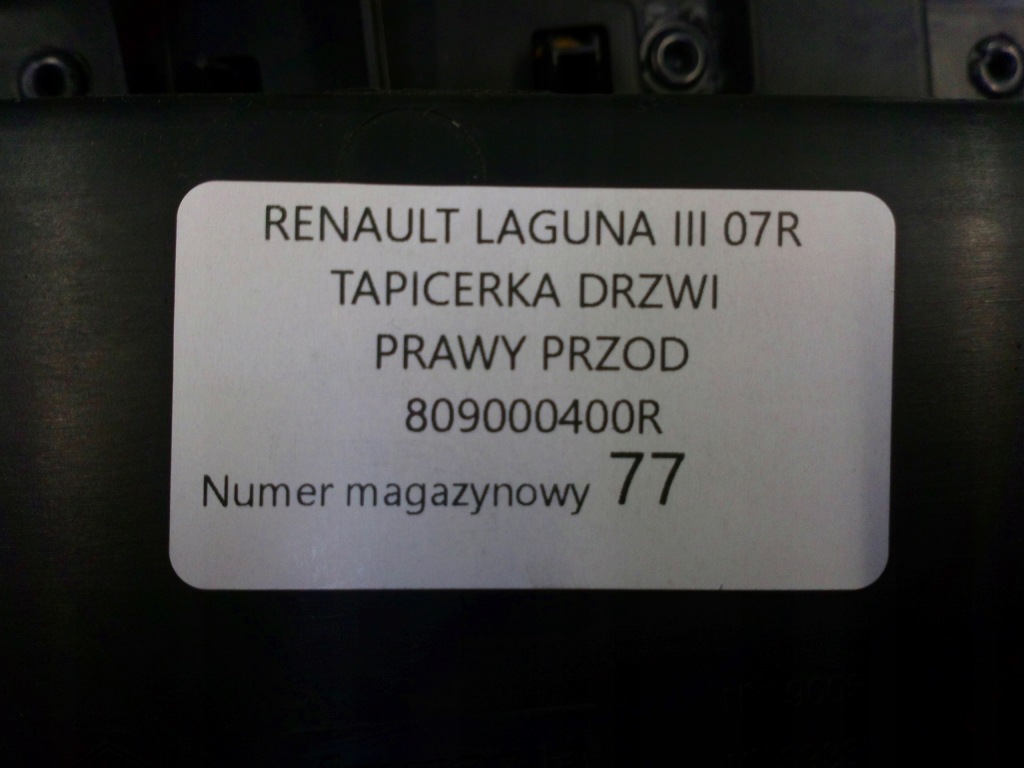 RENAULT LAGUNA III 07R
TAPICERKA DRZWI
PRAWY PRZOD
809000400R
Numer magazynowy 77